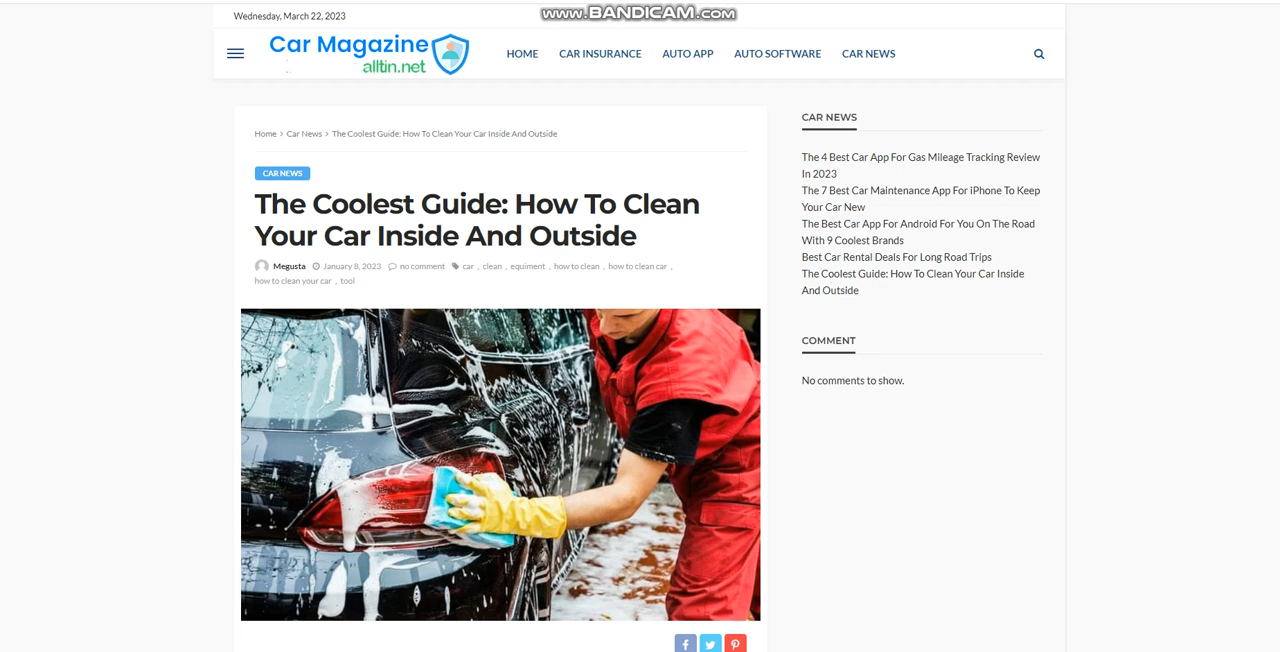 www.BANDICAM.com
Wednesday, March 22, 2023
Car Magazine
alltin.net
HOME CAR INSURANCE AUTO APP AUTO SOFTWARE CAR NEWS
Home > Car News > The Coolest Guide: How To Clean Your Car Inside And Outside
CAR NEWS
The Coolest Guide: How To Clean
Your Car Inside And Outside
Megusta January 8, 2023 no comment car , clean , equiment , how to clean , how to clean car ,
how to clean your car , tool
CAR NEWS
The 4 Best Car App For Gas Mileage Tracking Review
In 2023
The 7 Best Car Maintenance App For iPhone To Keep
Your Car New
The Best Car App For Android For You On The Road
With 9 Coolest Brands
Best Car Rental Deals For Long Road Trips
The Coolest Guide: How To Clean Your Car Inside
And Outside
COMMENT
No comments to show.